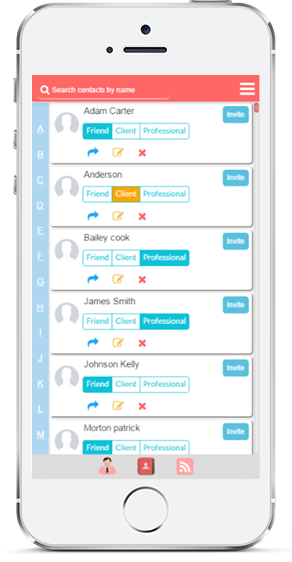 Search contacts by name
A
B
C
D
E
F
G
H
I
J
K
L
M
Adam Carter
Invite
Friend Client Professional
Anderson
Invite
Friend Client Professional
Bailey cook
Invite
Friend Client Professional
James Smith
Invite
Friend Client Professional
Johnson Kelly
Invite
Friend Client Professional
Morton patrick
Invite
Friend Client Professional